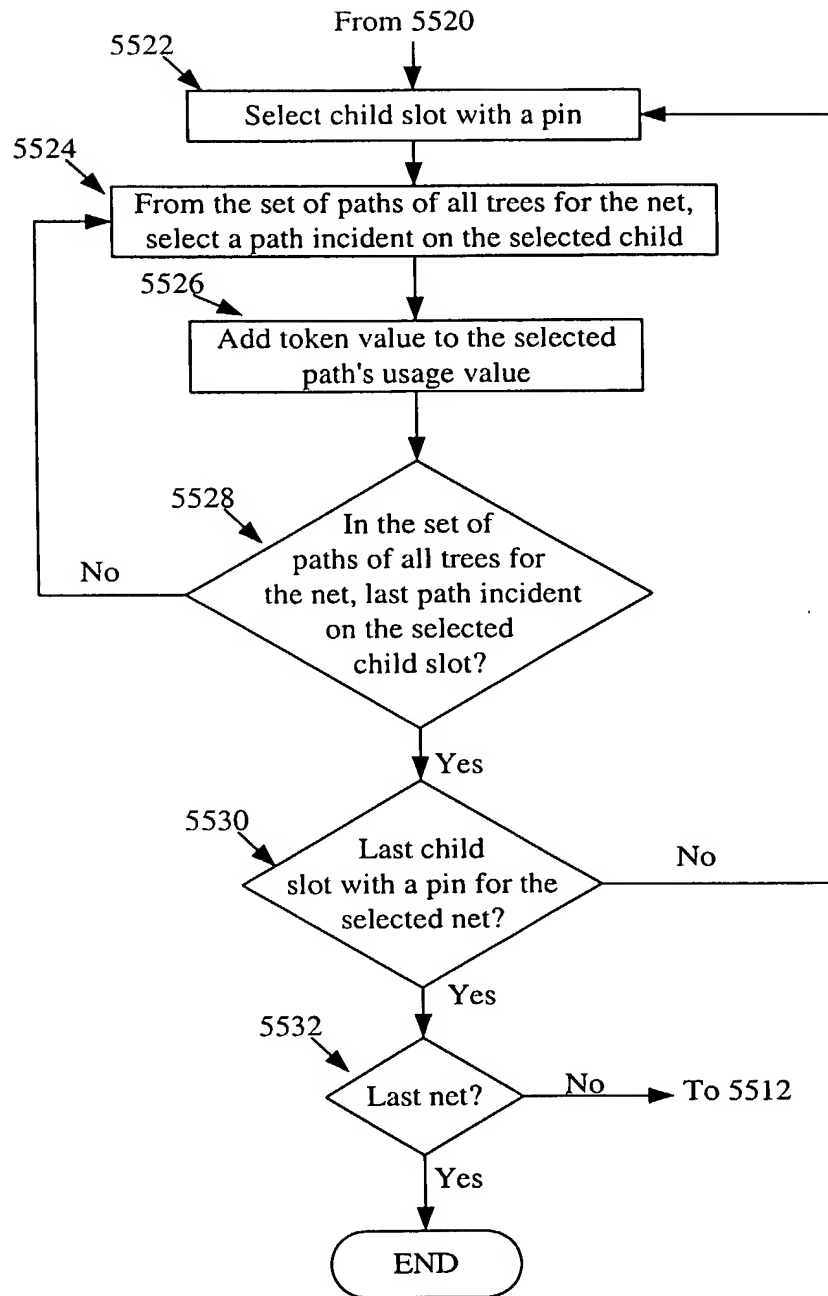 From 5520
5522
Select child slot with a pin
5524
From the set of paths of all trees for the net,
select a path incident on the selected child
5526
Add token value to the selected
path's usage value
5528
In the set of
paths of all trees for
the net, last path incident
on the selected
child slot?
No
Yes
5530
Last child
slot with a pin for the
selected net?
No
Yes
5532
Last net?
No
To 5512
Yes
END